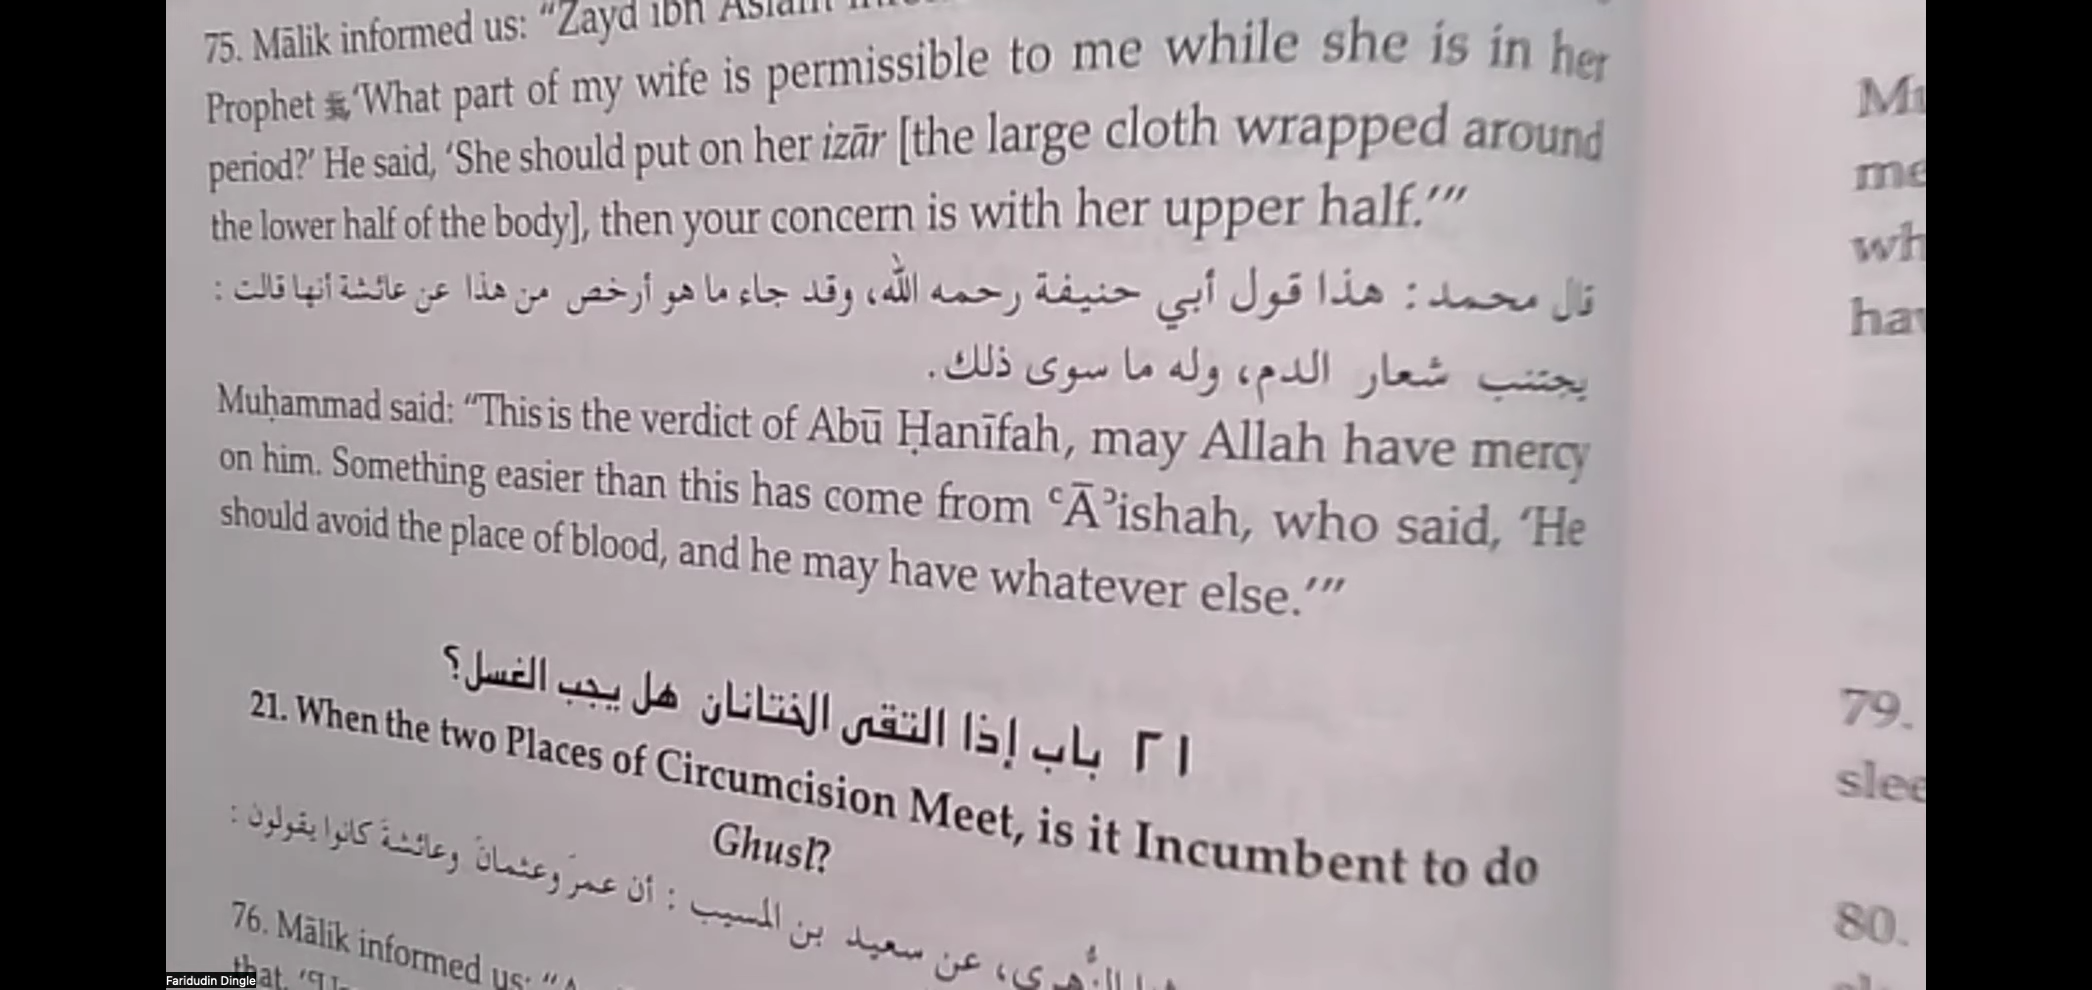 75. Mālik informed us: "Zayd ibn Aslam
Prophet ﷺ 'What part of my wife is permissible to me while she is in her
period?' He said, 'She should put on her izār [the large cloth wrapped around
the lower half of the body], then your concern is with her upper half.'"
قال محمد: هذا قول أبي حنيفة رحمه الله، وقد جاء ما هو أرخص من هذا عن عائشة أنها قالت:
يجتنب شعار الدم، وله ما سوى ذلك.
Muḥammad said: "This is the verdict of Abū Ḥanīfah, may Allah have mercy
on him. Something easier than this has come from ʿĀʾishah, who said, 'He
should avoid the place of blood, and he may have whatever else.'"
٢١ باب إذا التقى الختانان هل يجب الغسل؟
21. When the two Places of Circumcision Meet, is it Incumbent to do
Ghusl?
الزُّهري، عن سعيد بن المسيب: أن عمرَ وعثمانَ وعائشةَ كانوا يقولون:
76. Mālik informed us:
that,
79.
80.
Faridudin Dingle